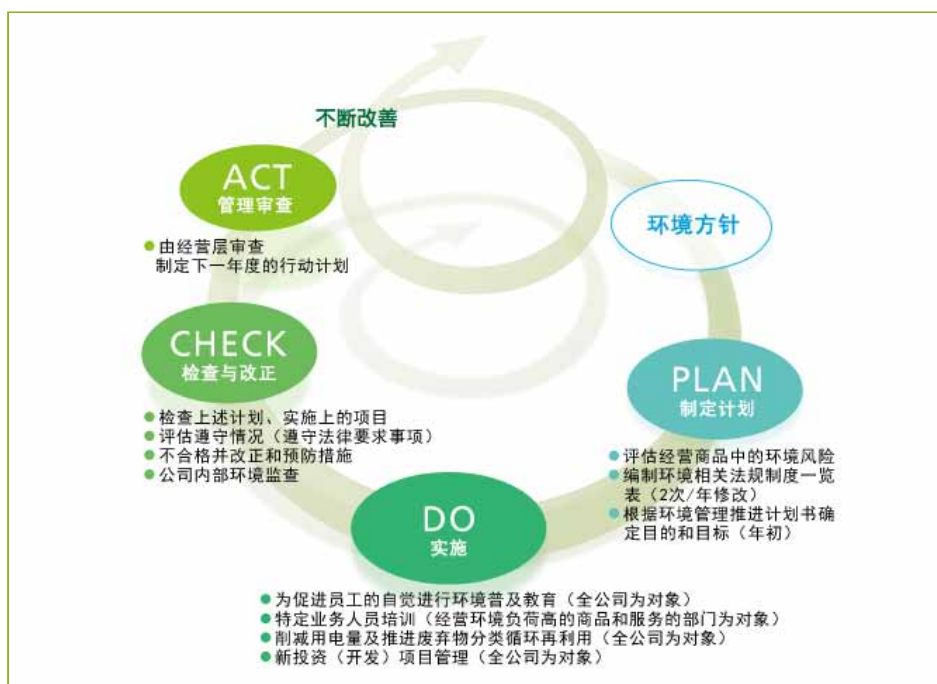 不断改善
ACT
管理审查
●由经营层审查
制定下一年度的行动计划
环境方针
CHECK
检查与改正
●检查上述计划、实施上的项目
●评估遵守情况（遵守法律要求事项）
●不合格并改正和预防措施
●公司内部环境监查
PLAN
制定计划
●评估经营商品中的环境风险
●编制环境相关法规制度一览
表（2次/年修改）
●根据环境管理推进计划书确
定目的和目标（年初）
DO
实施
●为促进员工的自觉进行环境普及教育（全公司为对象）
●特定业务人员培训（经营环境负荷高的商品和服务的部门为对象）
●削减用电量及推进废弃物分类循环再利用（全公司为对象）
●新投资（开发）项目管理（全公司为对象）